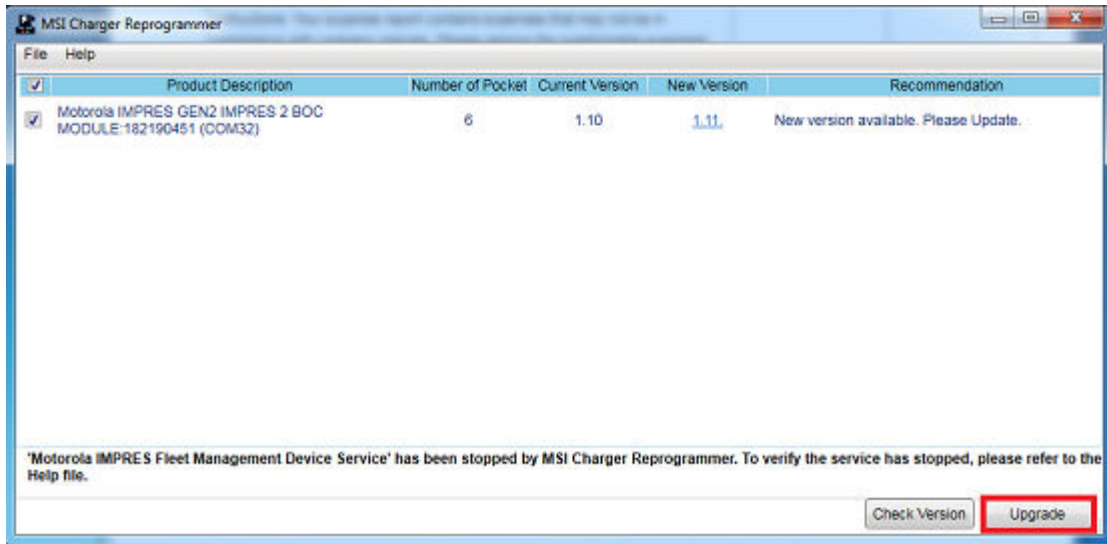 MSI Charger Reprogrammer
File Help
Product Description Number of Pocket Current Version New Version Recommendation
Motorola IMPRES GEN2 IMPRES 2 BOC
MODULE:182190451 (COM32) 6 1.10 1.11. New version available. Please Update.
'Motorola IMPRES Fleet Management Device Service' has been stopped by MSI Charger Reprogrammer. To verify the service has stopped, please refer to the
Help file.
Check Version Upgrade